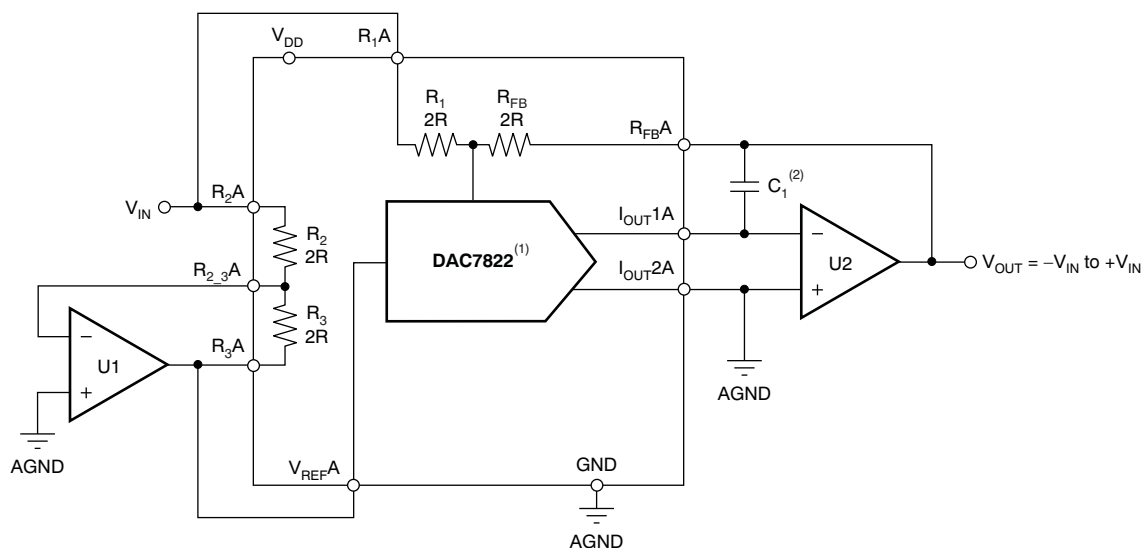 V_DD
R_1A
R_1
2R
R_FB
2R
R_FBA
C_1^(2)
V_IN
R_2A
R_2
2R
DAC7822^(1)
I_OUT1A
I_OUT2A
−
+
U2
V_OUT = −V_IN to +V_IN
R_2_3A
R_3
2R
−
+
U1
R_3A
AGND
AGND
V_REFA
GND
AGND